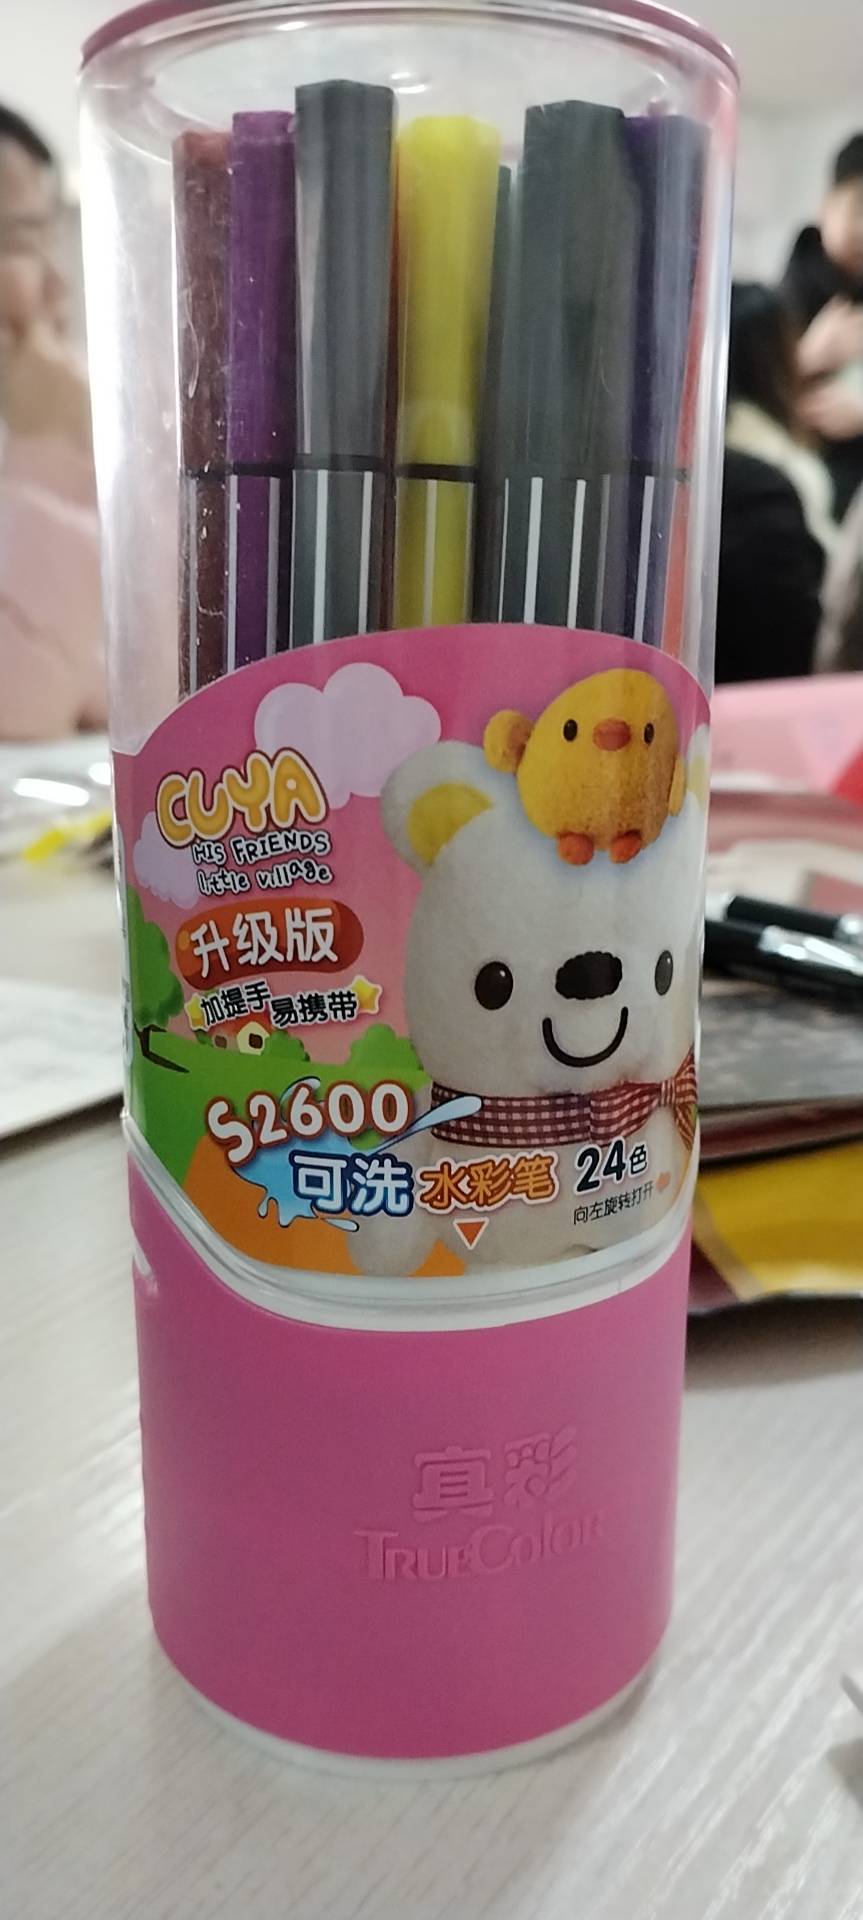 CUYA
HIS FRIENDS
little village
升级版
加提手 易携带
S2600
可洗水彩笔 24色
向左旋转打开
真彩
TRUECOLOR